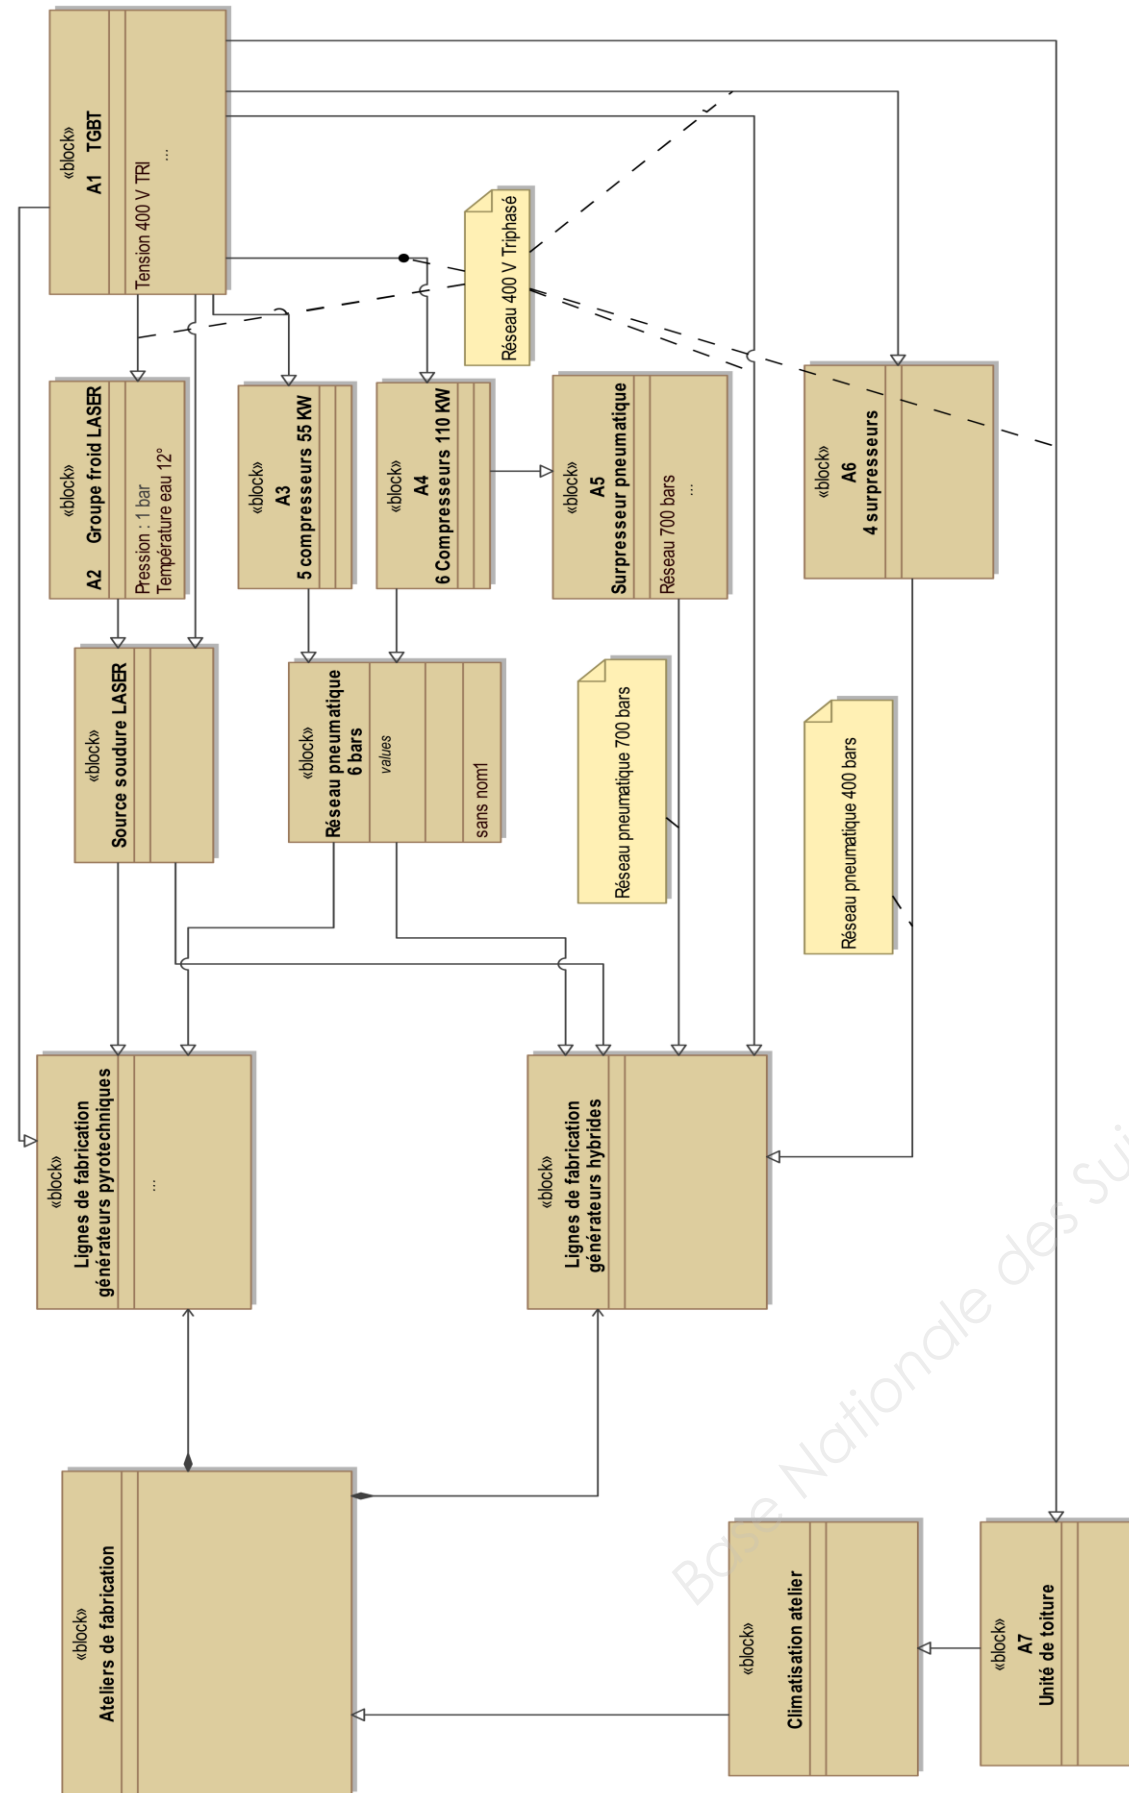 «block»
A1 TGBT
Tension 400 V TRI
...
«block»
A2 Groupe froid LASER
Pression : 1 bar
Température eau 12°
«block»
A3
5 compresseurs 55 KW
«block»
A4
6 Compresseurs 110 KW
Réseau 400 V Triphasé
«block»
A5
Surpresseur pneumatique
Réseau 700 bars
...
«block»
A6
4 surpresseurs
«block»
Source soudure LASER
«block»
Réseau pneumatique
6 bars
values
sans nom1
Réseau pneumatique 700 bars
Réseau pneumatique 400 bars
«block»
Lignes de fabrication
générateurs pyrotechniques
...
«block»
Lignes de fabrication
générateurs hybrides
«block»
Ateliers de fabrication
«block»
Climatisation atelier
«block»
A7
Unité de toiture
Base Nationale des